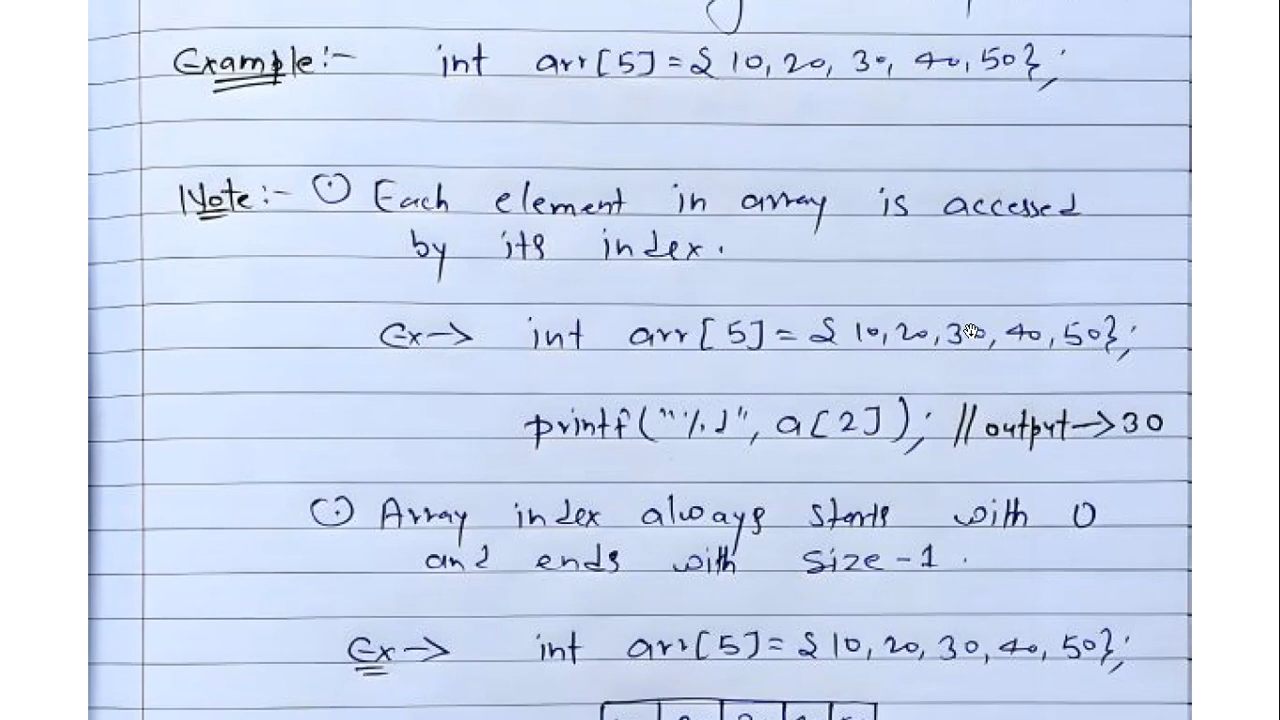 Example:- int arr[5] = { 10, 20, 30, 40, 50};
Note:- ⊙ Each element in array is accessed
by its index.
Ex→ int arr[5] = { 10, 20, 30, 40, 50};
printf("%d", a[2]); // output→30
⊙ Array index always starts with 0
and ends with size-1.
Ex→ int arr[5] = { 10, 20, 30, 40, 50};